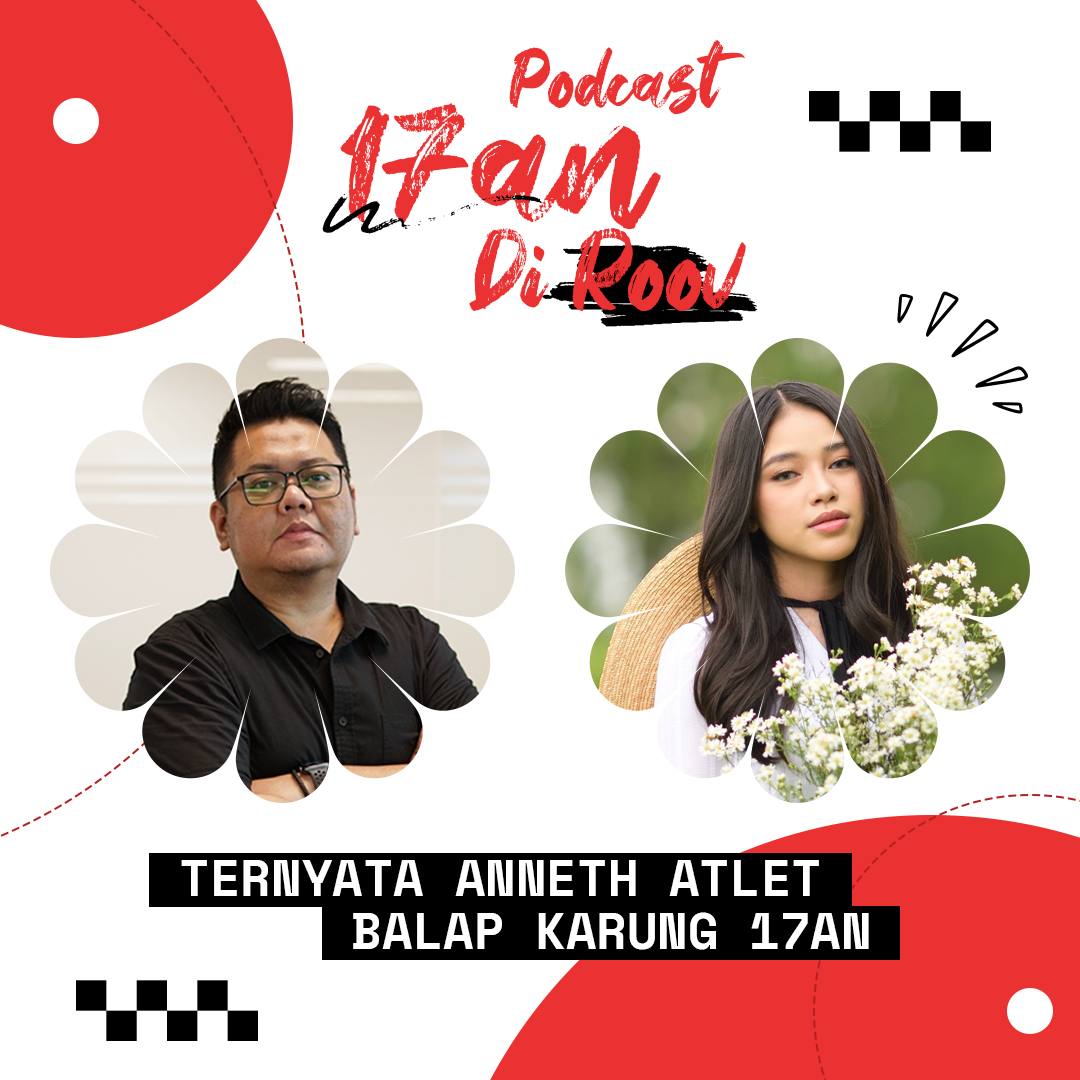 Podcast
17an
Di Roov
TERNYATA ANNETH ATLET
BALAP KARUNG 17AN